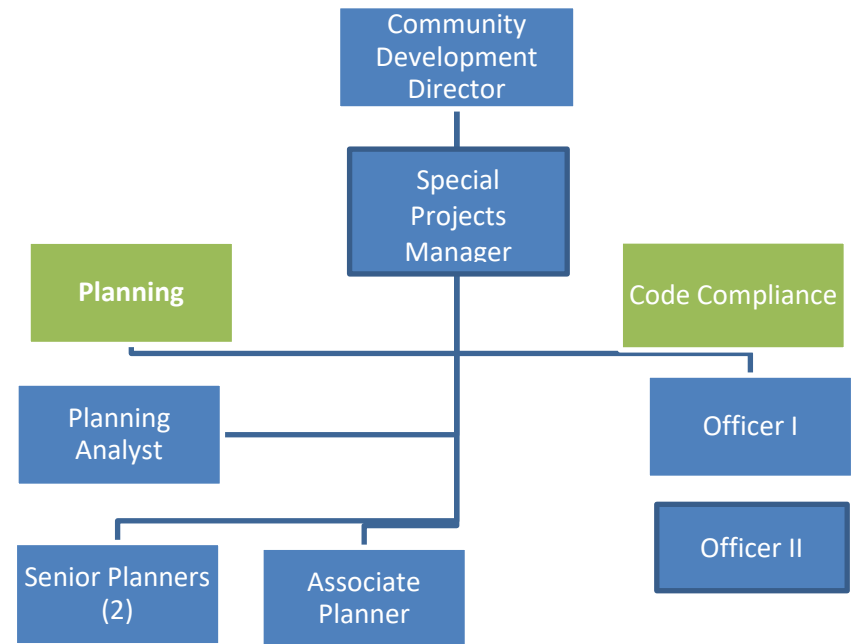 Community
Development
Director
Special
Projects
Manager
Planning
Code Compliance
Planning
Analyst
Officer I
Senior Planners
(2)
Associate
Planner
Officer II